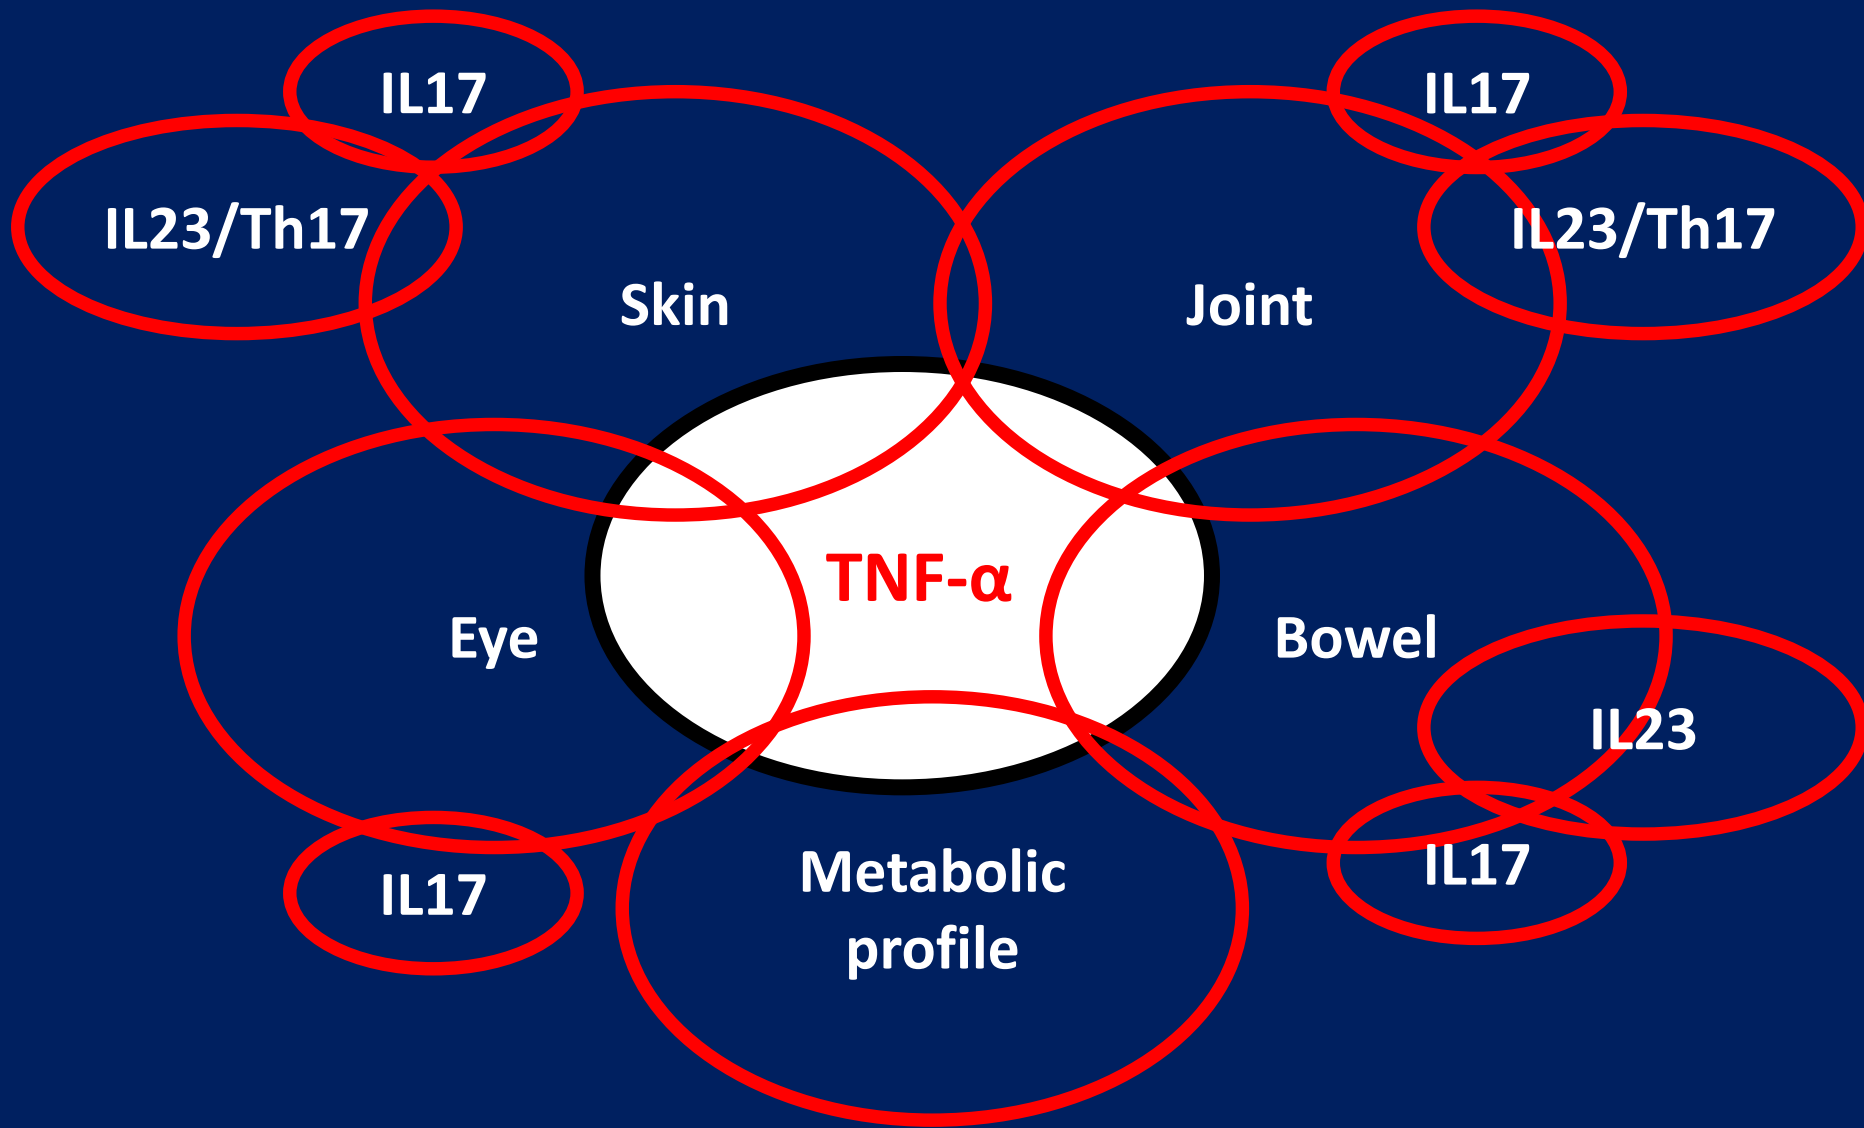 IL17
IL17
IL23/Th17
IL23/Th17
Skin
Joint
TNF-α
Eye
Bowel
IL23
IL17
IL17
Metabolic
profile